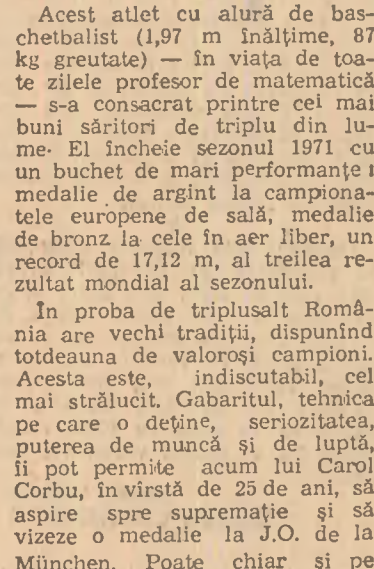 Acest atlet cu alură de bas-
chetbalist (1,97 m înălțime, 87
kg greutate) — în viața de toa-
te zilele profesor de matematică
— s-a consacrat printre cei mai
buni săritori de triplu din lu-
me. El încheie sezonul 1971 cu
un buchet de mari performanțe:
medalie de argint la campiona-
tele europene de sală, medalie
de bronz la cele în aer liber, un
record de 17,12 m, al treilea re-
zultat mondial al sezonului.
În proba de triplusalt Româ-
nia are vechi tradiții, dispunînd
totdeauna de valoroși campioni.
Acesta este, indiscutabil, cel
mai strălucit. Gabaritul, tehnica
pe care o deține, seriozitatea,
puterea de muncă și de luptă,
îi pot permite acum lui Carol
Corbu, în vîrstă de 25 de ani, să
aspire spre supremație și să
vizeze o medalie la J.O. de la
München. Poate chiar și pe